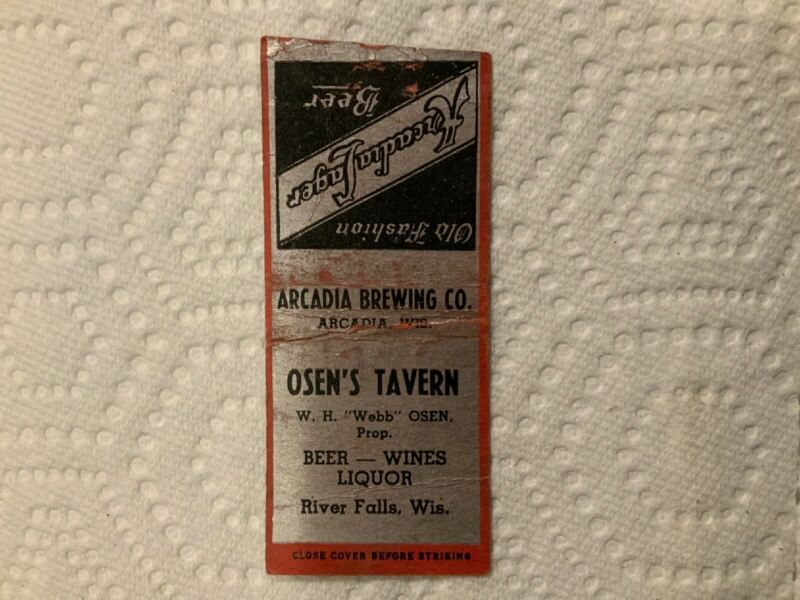 Old Fashion
Arcadia Lager
Beer
ARCADIA BREWING CO.
ARCADIA, WIS.
OSEN'S TAVERN
W. H. "Webb" OSEN,
Prop.
BEER — WINES
LIQUOR
River Falls, Wis.
CLOSE COVER BEFORE STRIKING